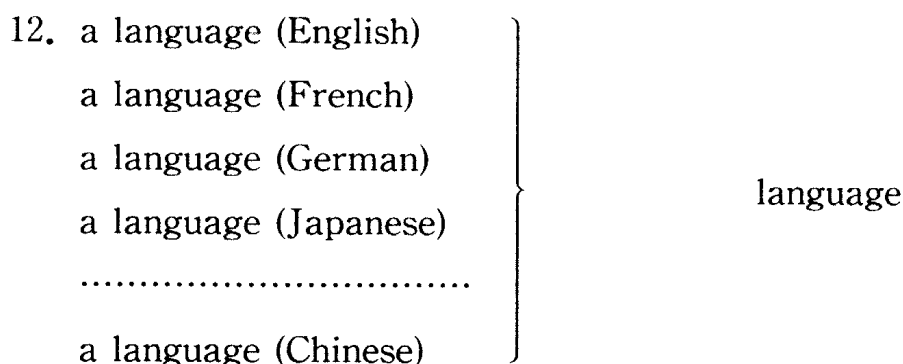 12. a language (English)
a language (French)
a language (German)
language
a language (Japanese)
.................................
a language (Chinese)